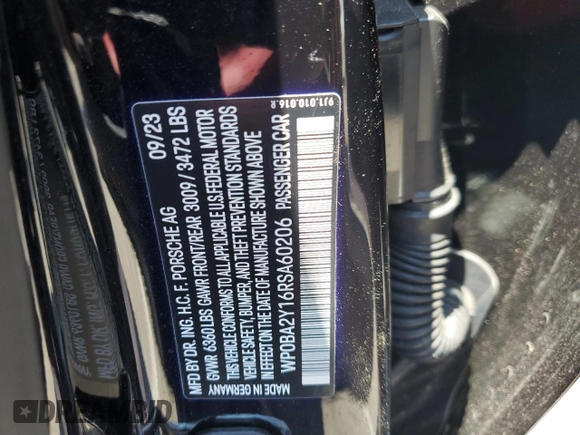 MFD BY DR. ING. H.C. F. PORSCHE AG 09/23
GVWR 6360 LBS GAWR FRONT/REAR 3009 / 3472 LBS
THIS VEHICLE CONFORMS TO ALL APPLICABLE U.S. FEDERAL MOTOR
VEHICLE SAFETY, BUMPER, AND THEFT PREVENTION STANDARDS
IN EFFECT ON THE DATE OF MANUFACTURE SHOWN ABOVE
WP0BA2Y16RSA60206 PASSENGER CAR
MADE IN GERMANY
9J1.010.016.R
DREAMBID